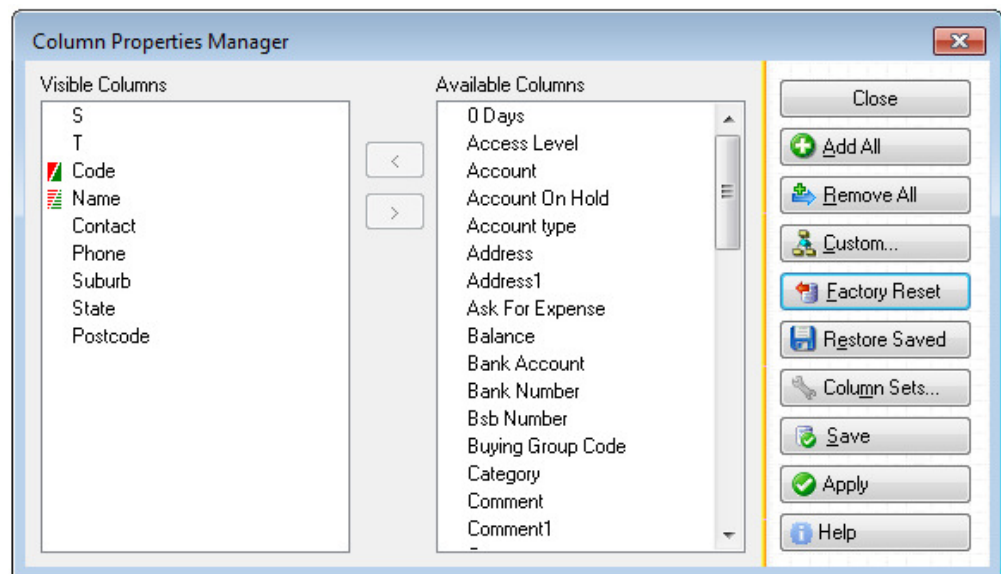 Column Properties Manager
Visible Columns
S
T
Code
Name
Contact
Phone
Suburb
State
Postcode
<
>
Available Columns
0 Days
Access Level
Account
Account On Hold
Account type
Address
Address1
Ask For Expense
Balance
Bank Account
Bank Number
Bsb Number
Buying Group Code
Category
Comment
Comment1
Close
Add All
Remove All
Custom...
Factory Reset
Restore Saved
Column Sets...
Save
Apply
Help